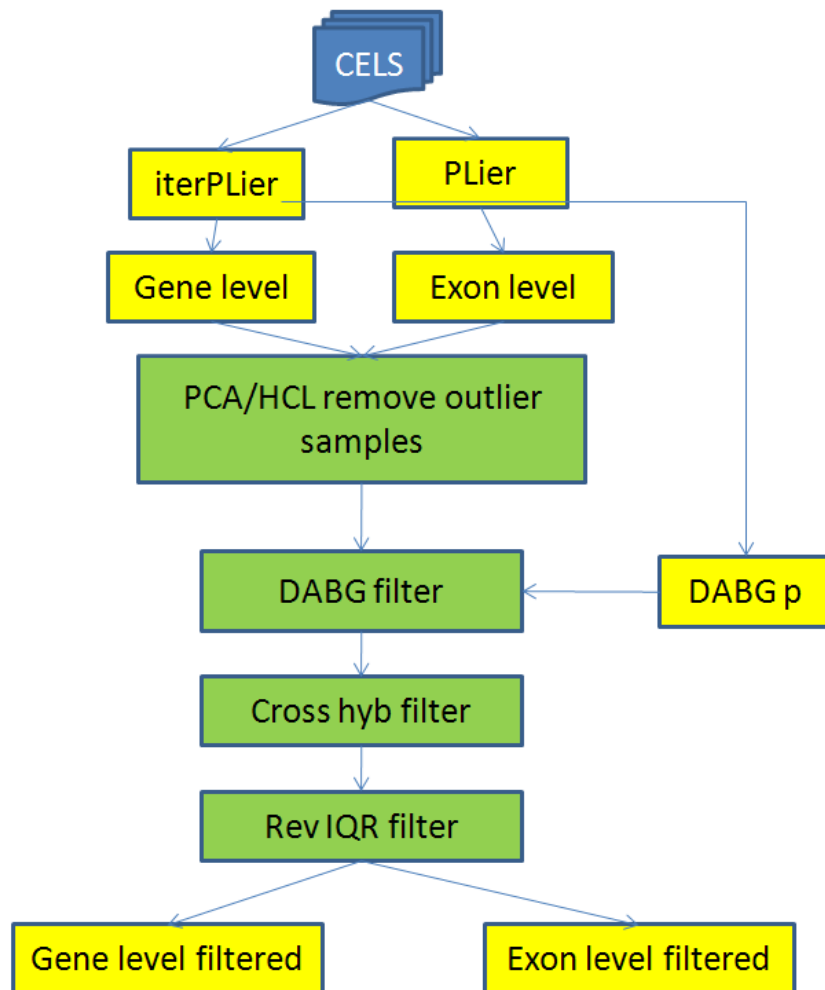 CELS
iterPLier
PLier
Gene level
Exon level
PCA/HCL remove outlier
samples
DABG filter
DABG p
Cross hyb filter
Rev IQR filter
Gene level filtered
Exon level filtered